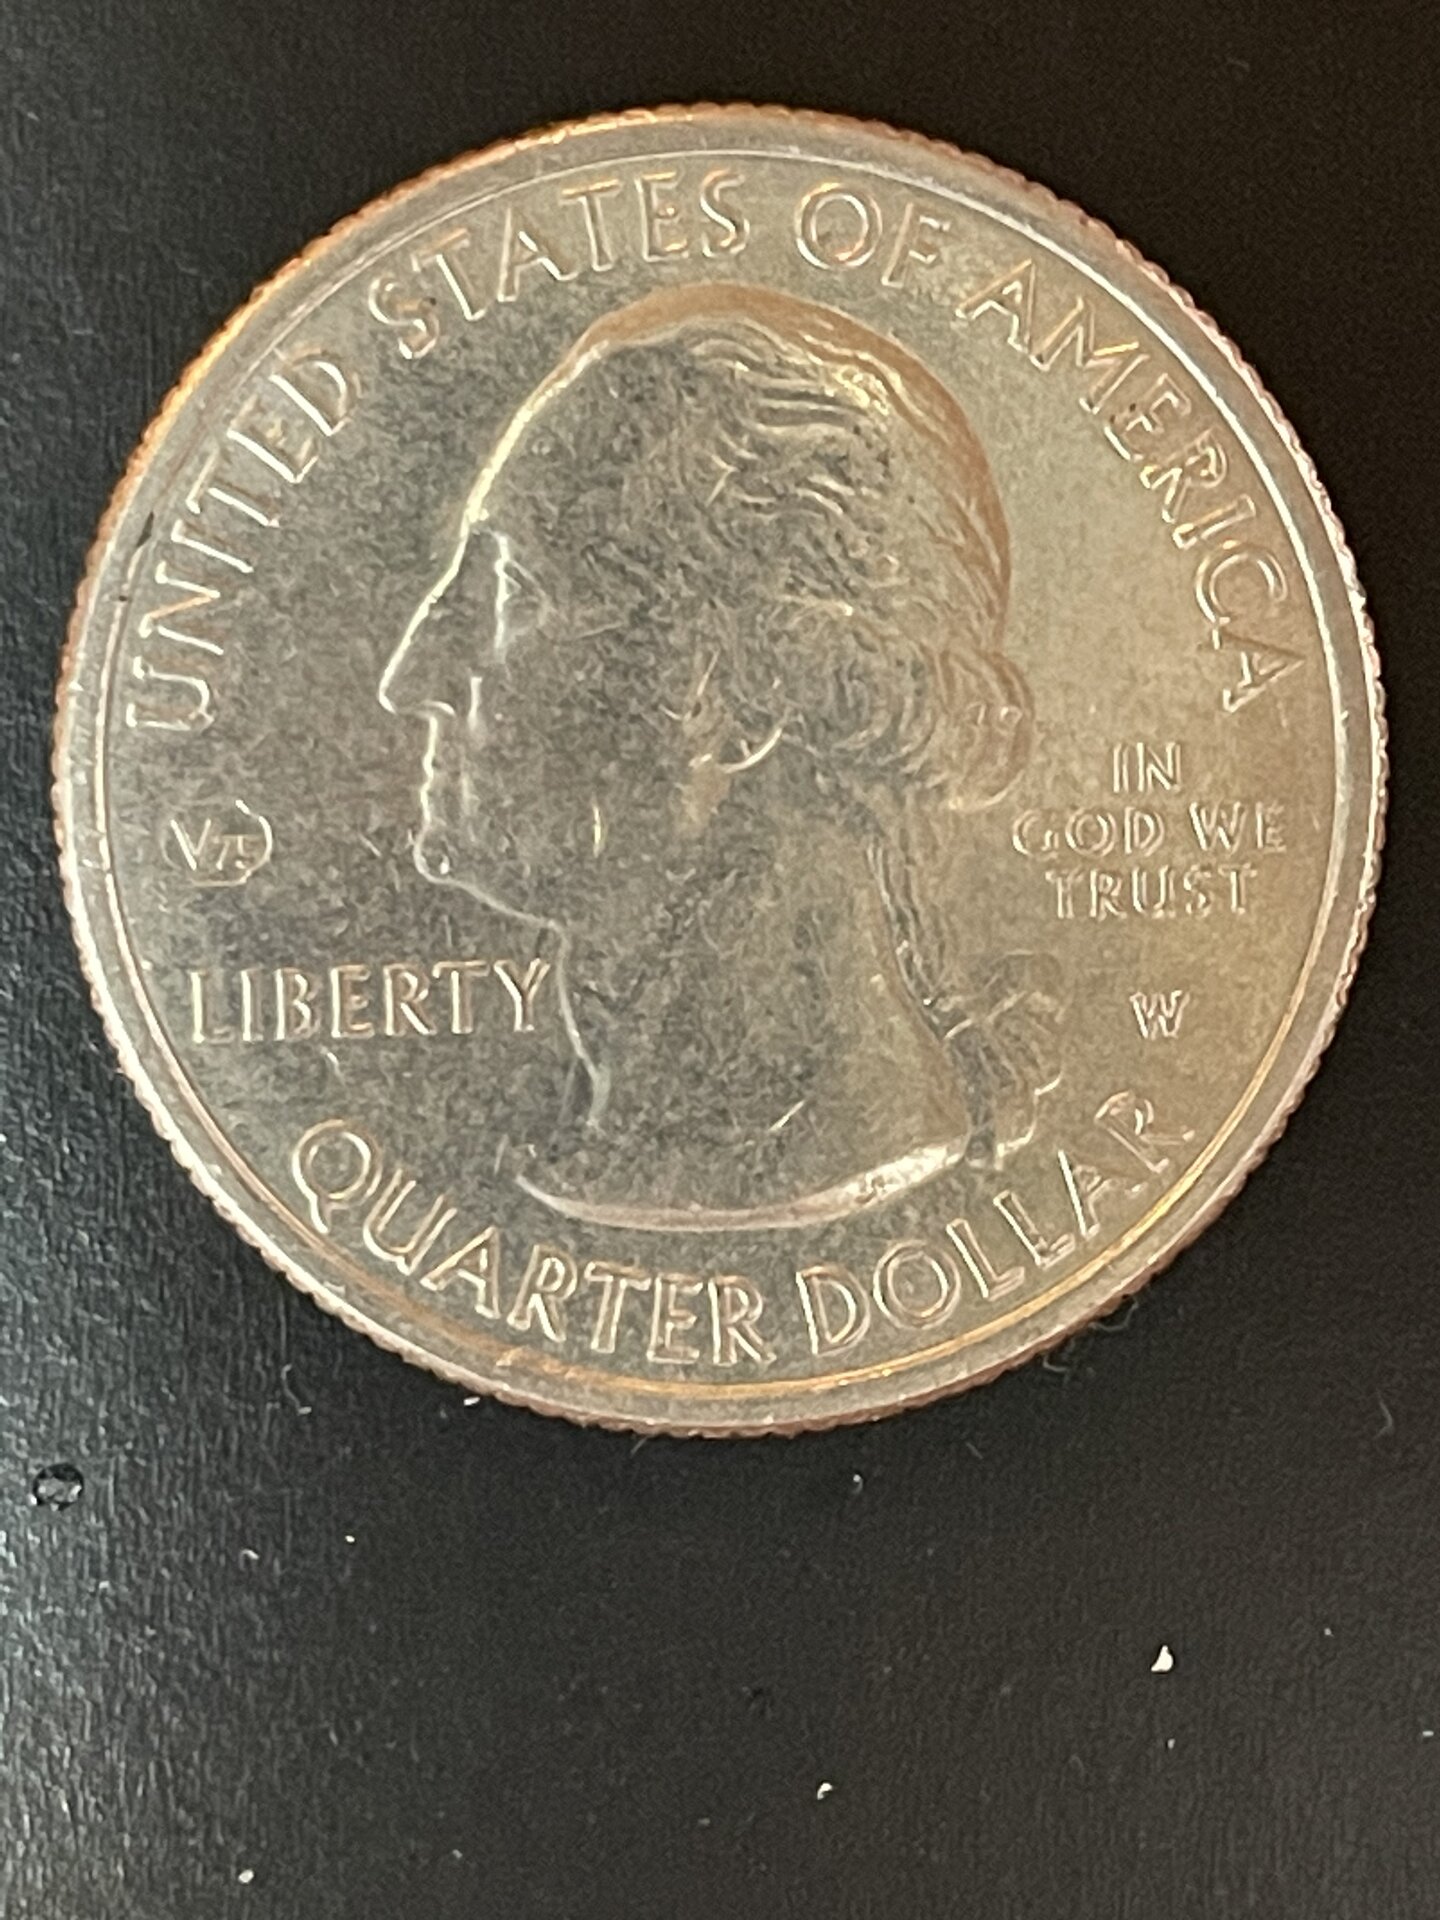 UNITED STATES OF AMERICA
IN
GOD WE
TRUST
V75
LIBERTY
W
QUARTER DOLLAR